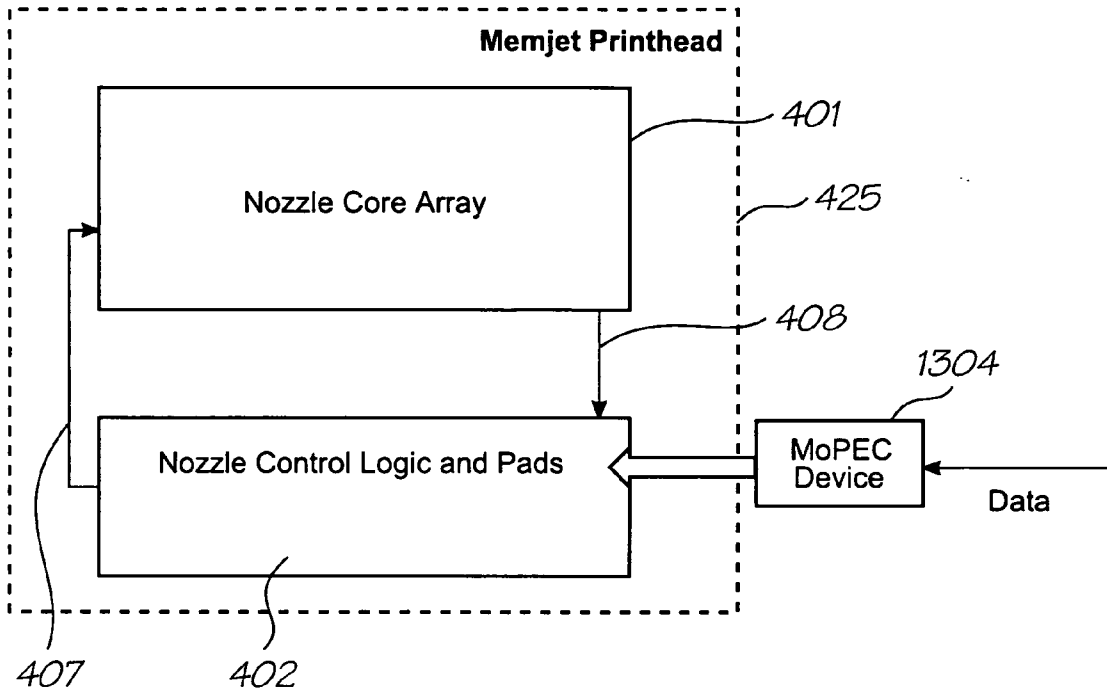 Memjet Printhead
401
Nozzle Core Array
425
408
1304
Nozzle Control Logic and Pads
MoPEC
Device
Data
407
402